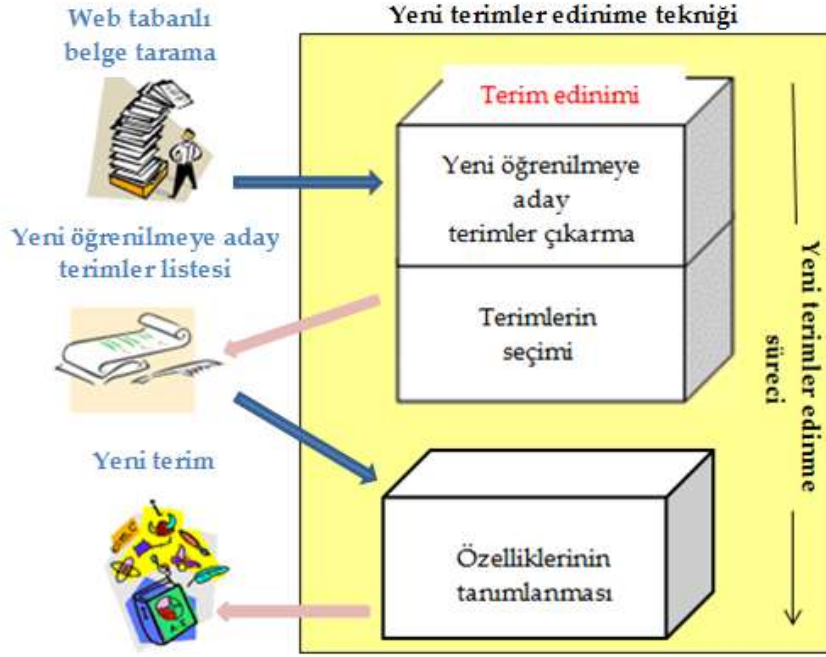 Web tabanlı
belge tarama
Yeni terimler edinime tekniği
Terim edinimi
Yeni öğrenilmeye
aday
terimler çıkarma
Yeni öğrenilmeye aday
terimler listesi
Terimlerin
seçimi
Yeni terimler edinme
süreci
Yeni terim
Özelliklerinin
tanımlanması